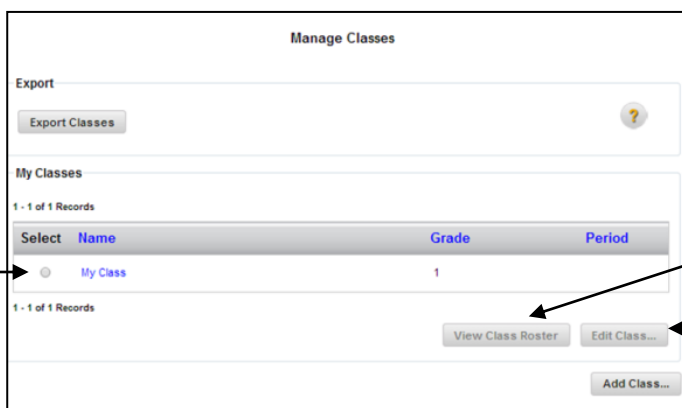 Manage Classes
Export
Export Classes
?
My Classes
1 - 1 of 1 Records
Select Name Grade Period
My Class 1
1 - 1 of 1 Records
View Class Roster Edit Class...
Add Class...